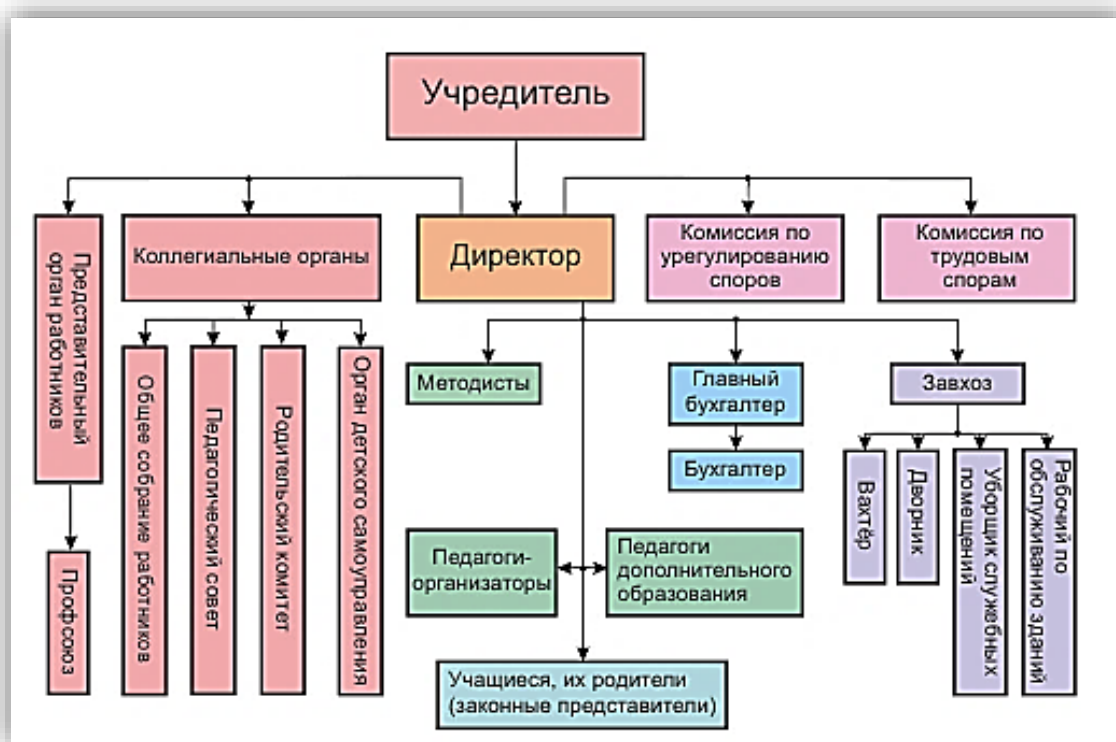 Учредитель
Представительный
орган работников
Коллегиальные органы
Директор
Комиссия по
урегулированию
споров
Комиссия по
трудовым
спорам
Общее собрание работников
Педагогический совет
Родительский комитет
Орган детского самоуправления
Методисты
Главный
бухгалтер
Завхоз
Бухгалтер
Вахтёр
Дворник
Уборщик служебных
помещений
Рабочий по
обслуживанию зданий
Профсоюз
Педагоги-
организаторы
Педагоги
дополнительного
образования
Учащиеся, их родители
(законные представители)